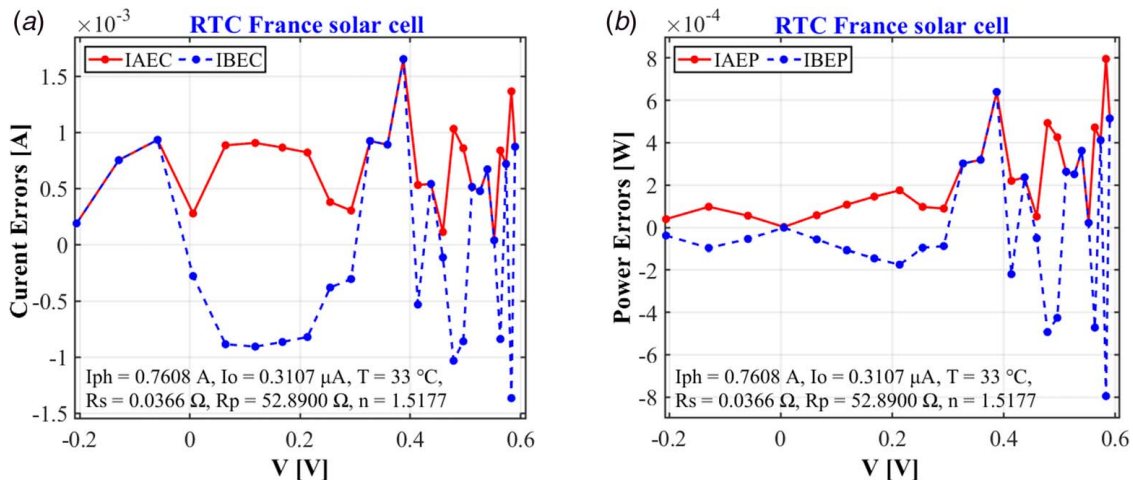 (a)
×10⁻³
RTC France solar cell
IAEC
IBEC
1.5
1
0.5
0
-0.5
-1
-1.5
Curent Errors [A]
Iph = 0.7608 A, Io = 0.3107 μA, T = 33 °C,
Rs = 0.0366 Ω, Rp = 52.8900 Ω, n = 1.5177
-0.2
0
0.2
0.4
0.6
V [V]
(b)
×10⁻⁴
RTC France solar cell
IAEP
IBEP
8
6
4
2
0
-2
-4
-6
-8
Power Errors [W]
Iph = 0.7608 A, Io = 0.3107 μA, T = 33 °C,
Rs = 0.0366 Ω, Rp = 52.8900 Ω, n = 1.5177
-0.2
0
0.2
0.4
0.6
V [V]